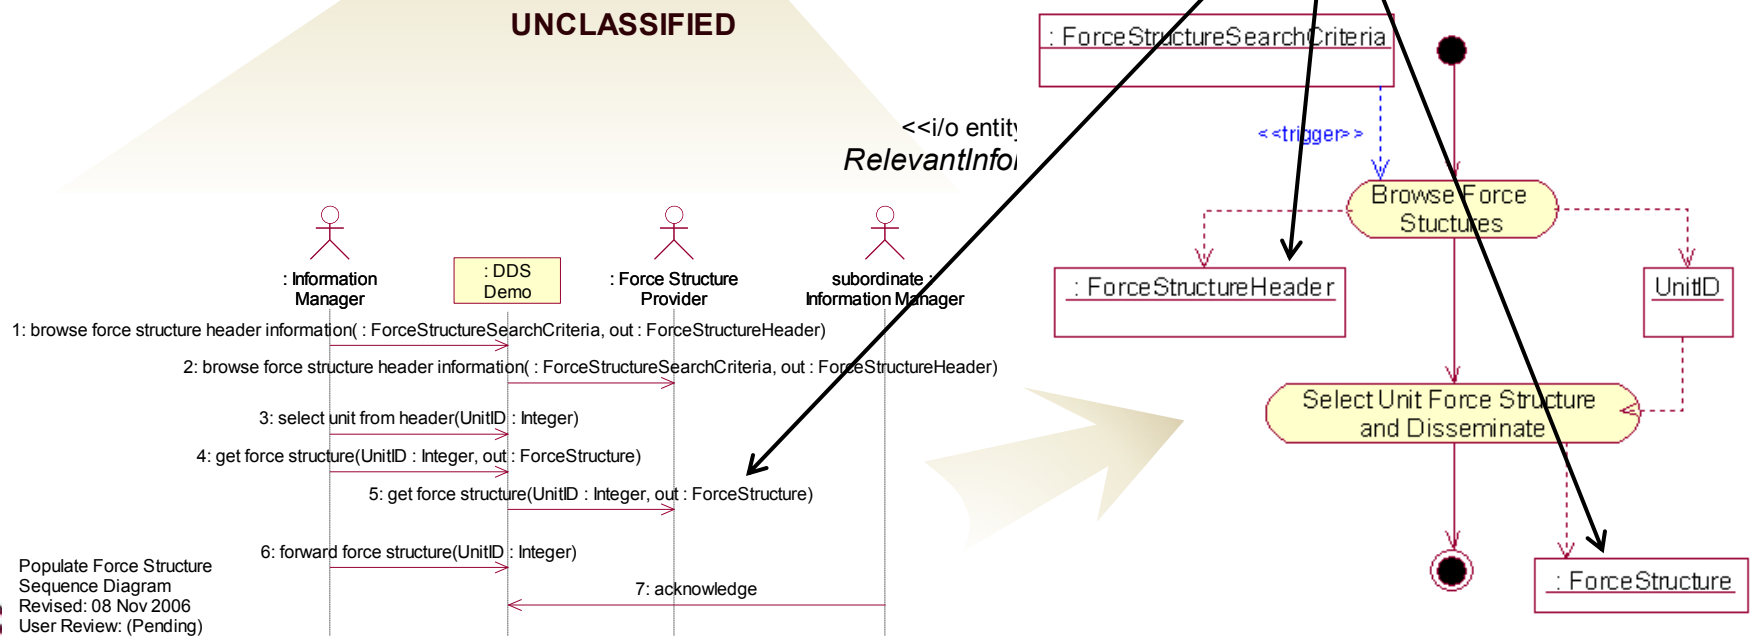 UNCLASSIFIED
: ForceStructureSearchCriteria
<<i/o entity
RelevantInfo
<<trigger>>
Browse Force
Stuctures
: Information
Manager
: DDS
Demo
: Force Structure
Provider
subordinate :
Information Manager
: ForceStructureHeader
UnitID
1: browse force structure header information( : ForceStructureSearchCriteria, out : ForceStructureHeader)
2: browse force structure header information( : ForceStructureSearchCriteria, out : ForceStructureHeader)
3: select unit from header(UnitID : Integer)
4: get force structure(UnitID : Integer, out : ForceStructure)
5: get force structure(UnitID : Integer, out : ForceStructure)
6: forward force structure(UnitID : Integer)
7: acknowledge
Select Unit Force Structure
and Disseminate
: ForceStructure
Populate Force Structure
Sequence Diagram
Revised: 08 Nov 2006
User Review: (Pending)